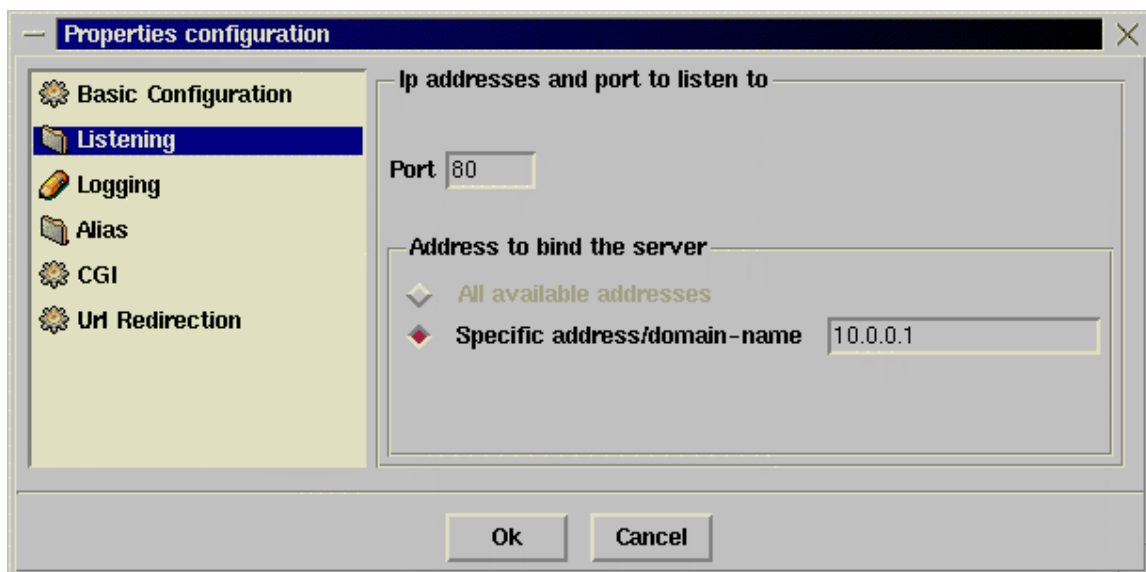 Properties configuration
Basic Configuration
Listening
Logging
Alias
CGI
Url Redirection
Ip addresses and port to listen to
Port 80
Address to bind the server
All available addresses
Specific address/domain-name 10.0.0.1
Ok Cancel